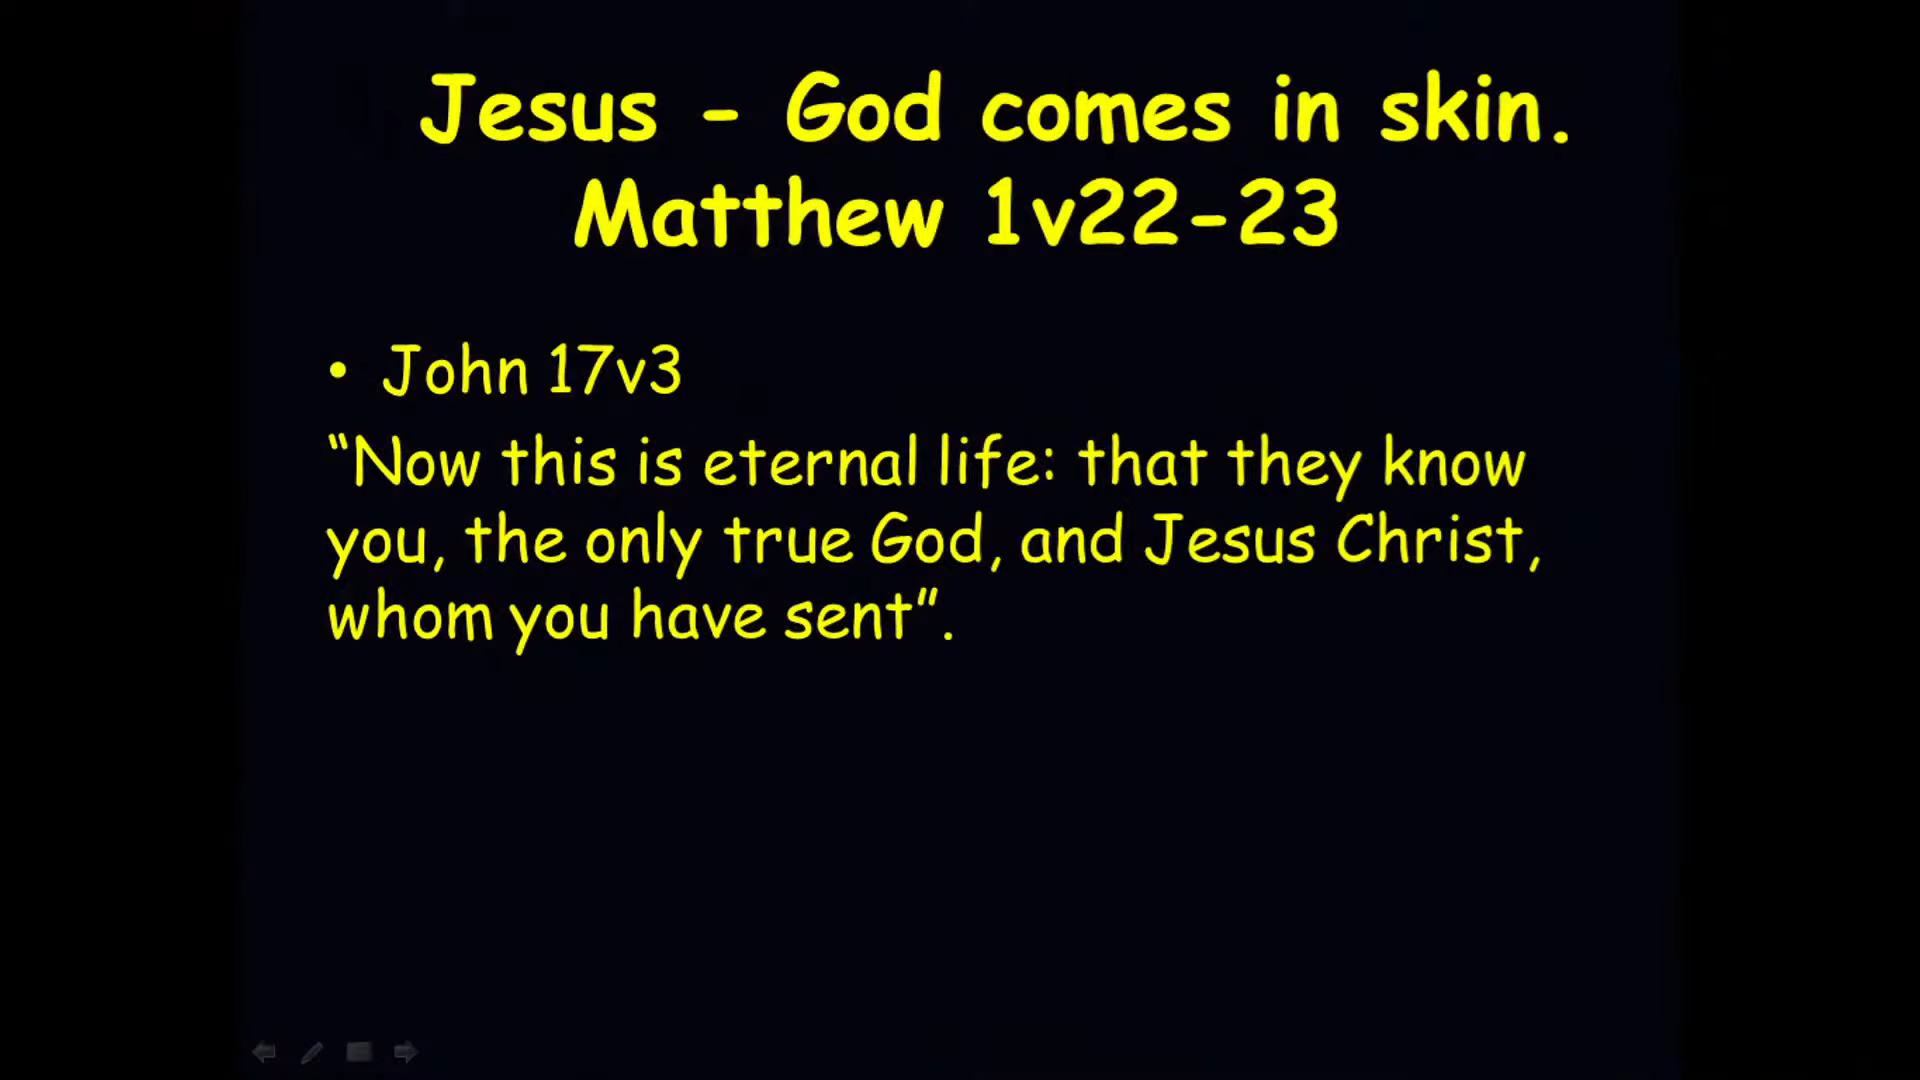 Jesus - God comes in skin.
Matthew 1v22-23
• John 17v3
“Now this is eternal life: that they know
you, the only true God, and Jesus Christ,
whom you have sent”.